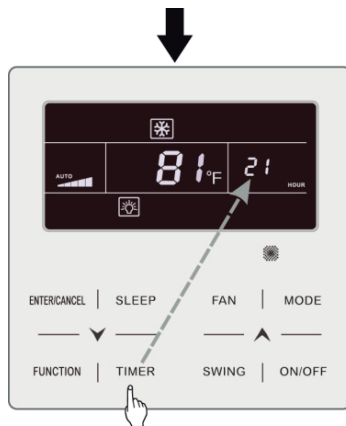 81°F
21
AUTO
HOUR
ENTER/CANCEL | SLEEP FAN | MODE
FUNCTION | TIMER SWING | ON/OFF